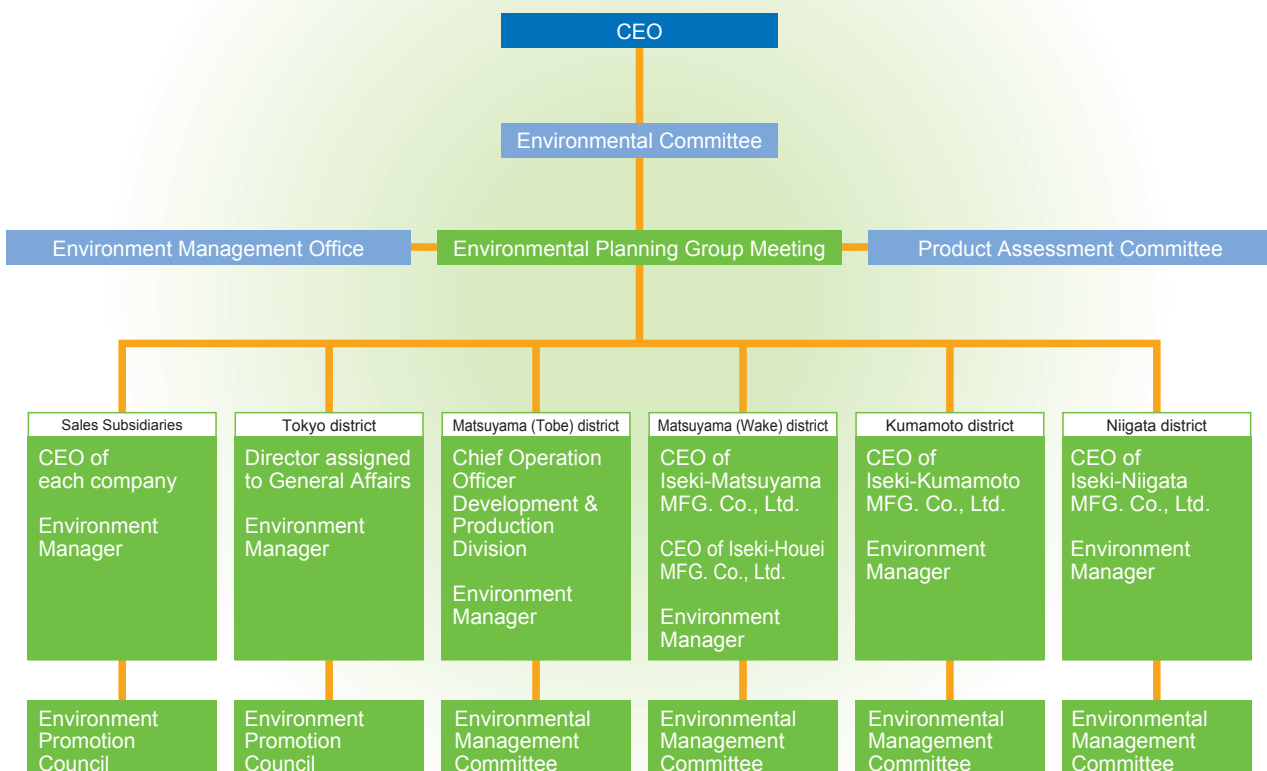 CEO
Environmental Committee
Environment Management Office
Environmental Planning Group Meeting
Product Assessment Committee
Sales Subsidiaries
CEO of
each company
Environment
Manager
Tokyo district
Director assigned
to General Affairs
Environment
Manager
Matsuyama (Tobe) district
Chief Operation
Officer
Development &
Production
Division
Environment
Manager
Matsuyama (Wake) district
CEO of
Iseki-Matsuyama
MFG. Co., Ltd.
CEO of Iseki-Houei
MFG. Co., Ltd.
Environment
Manager
Kumamoto district
CEO of
Iseki-Kumamoto
MFG. Co., Ltd.
Environment
Manager
Niigata district
CEO of
Iseki-Niigata
MFG. Co., Ltd.
Environment
Manager
Environment
Promotion
Council
Environment
Promotion
Council
Environmental
Management
Committee
Environmental
Management
Committee
Environmental
Management
Committee
Environmental
Management
Committee